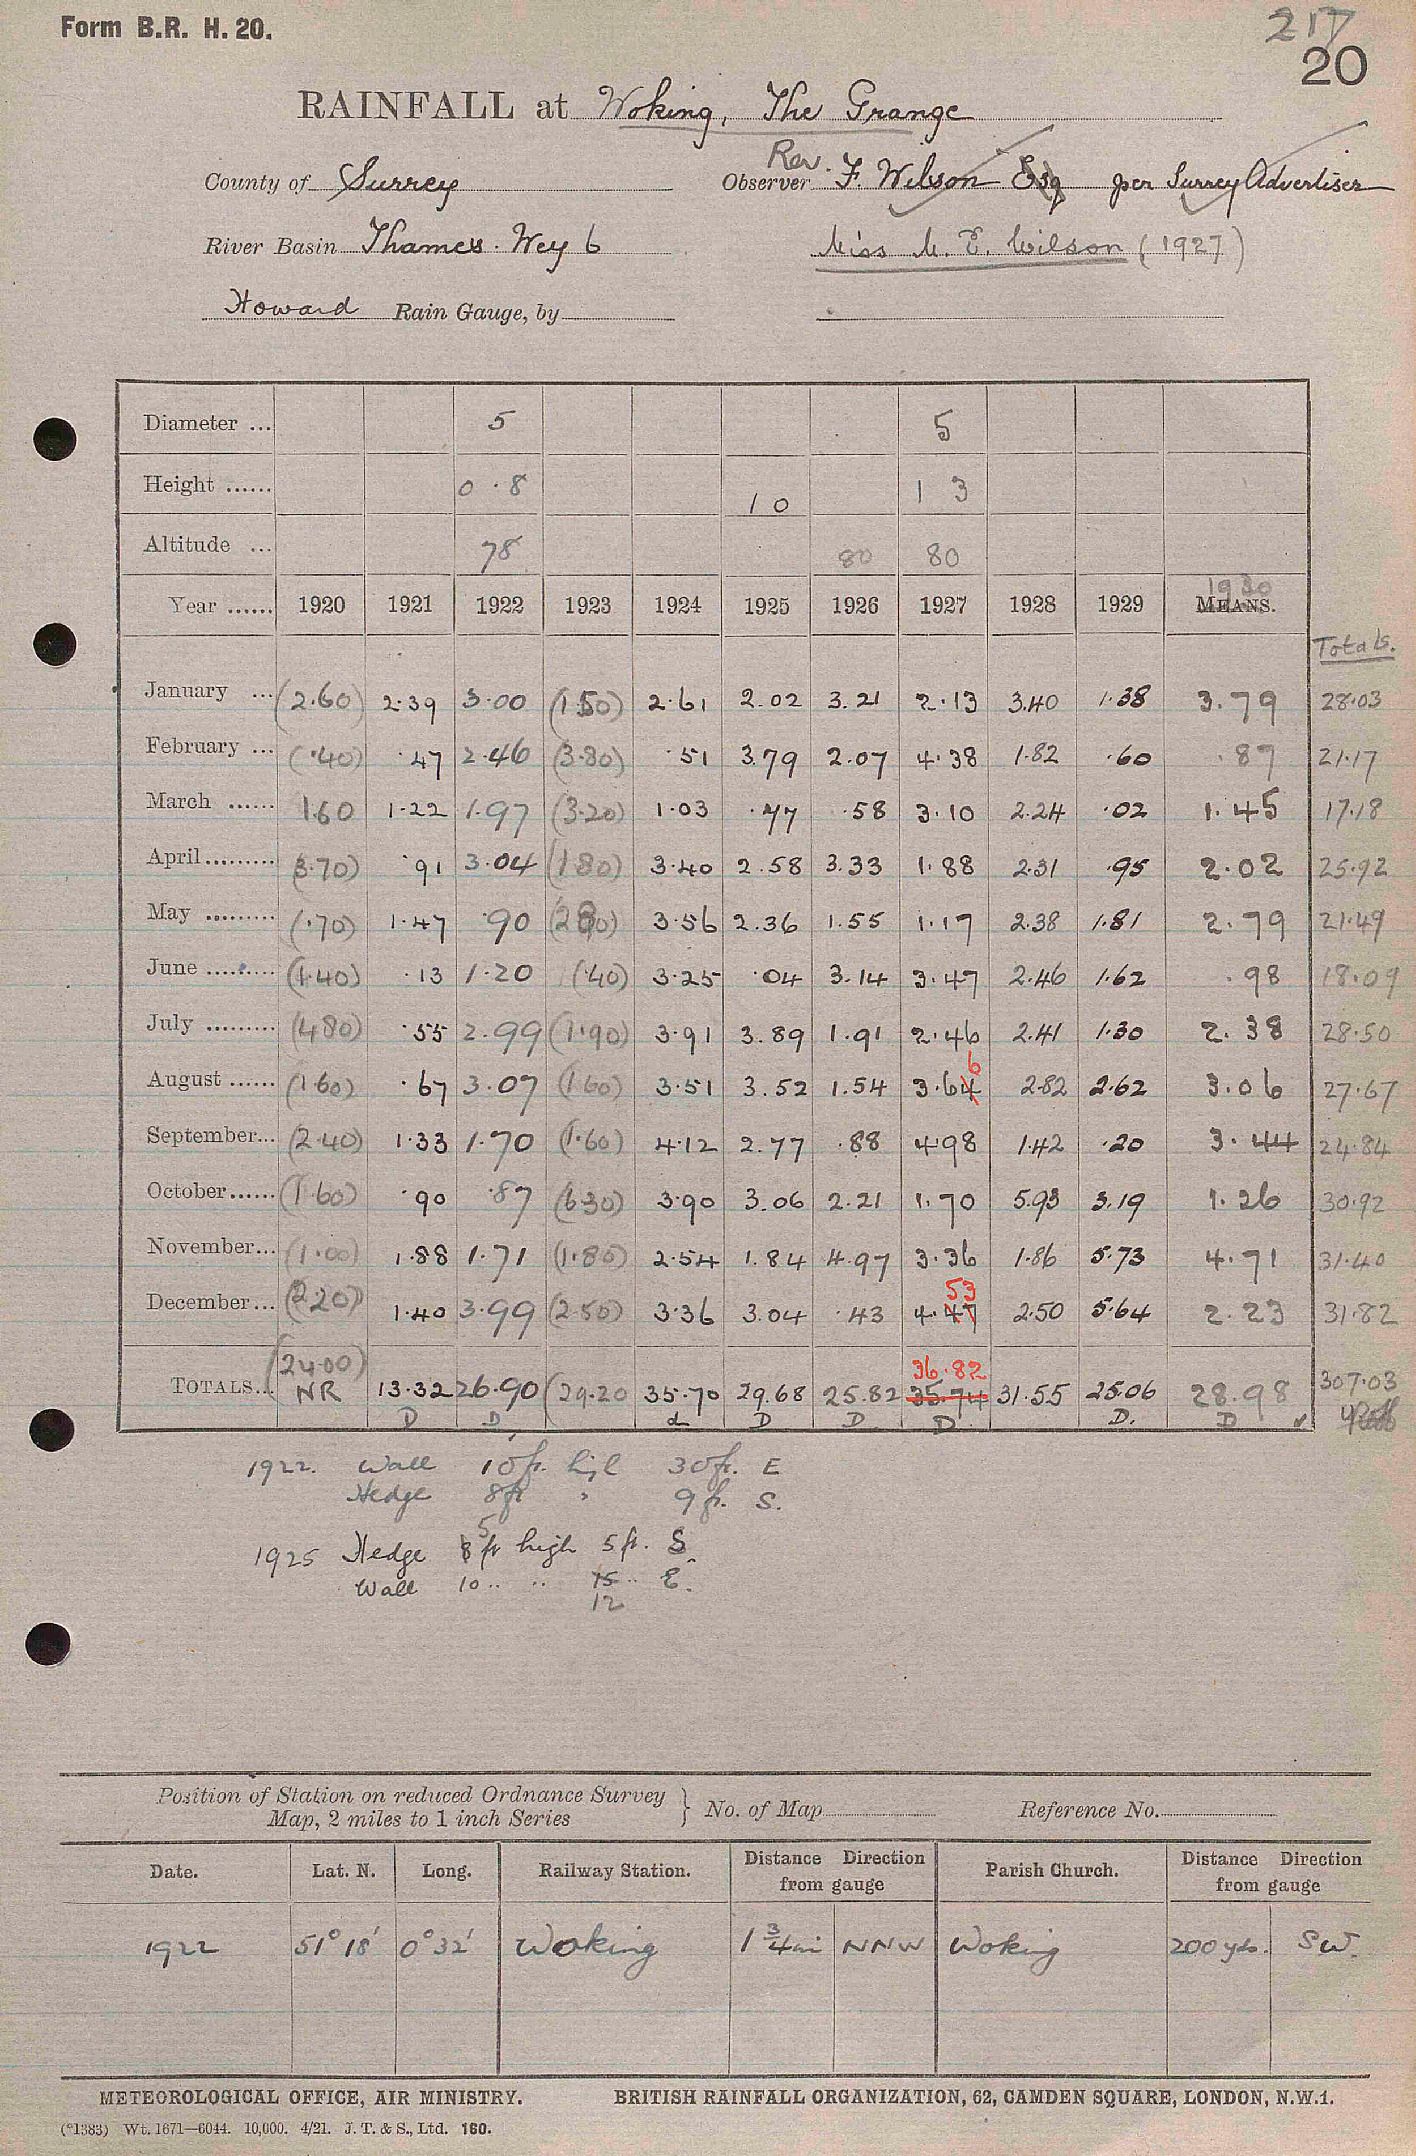 Form B.R. H. 20.
217
20
RAINFALL at Woking, The Grange
County of Surrey Observer Rev. F. Wilson Esq per Surrey Advertiser
River Basin Thames. Wey 6 Miss M. E. Wilson (1927)
Howard Rain Gauge, by
Diameter ... 5 5
Height ...... 0 .8 1 0 1 3
Altitude ... 78 80 80
Year ...... 1920 1921 1922 1923 1924 1925 1926 1927 1928 1929 MEANS. 1930
Totals.
January ... (2.60) 2.39 3.00 (1.50) 2.61 2.02 3.21 2.13 3.40 1.38 3.79 28.03
February ... (.40) .47 2.46 (3.80) .51 3.79 2.07 4.38 1.82 .60 .87 21.17
March ...... 1.60 1.22 1.97 (3.20) 1.03 .77 .58 3.10 2.24 .02 1.45 17.18
April ......... (3.70) .91 3.04 (1.80) 3.40 2.58 3.33 1.88 2.31 .95 2.02 25.92
May ......... (1.70) 1.47 .90 3.56 2.36 1.55 1.17 2.38 1.81 2.79 21.49
June ......... (1.40) .13 1.20 (.40) 3.25 .04 3.14 3.47 2.46 1.62 .98 18.09
July ......... (4.80) .55 2.99 (1.90) 3.91 3.89 1.91 2.46 2.41 1.30 2.38 28.50
6
August ...... (1.60) .67 3.07 (1.60) 3.51 3.52 1.54 3.64 2.82 2.62 3.06 27.67
September... (2.40) 1.33 1.70 (1.60) 4.12 2.77 .88 4.98 1.42 .20 3.44 24.84
October...... (1.60) .90 .87 (6.30) 3.90 3.06 2.21 1.70 5.93 3.19 1.26 30.92
November... (1.00) 1.88 1.71 (1.80) 2.54 1.84 4.97 3.36 1.86 5.73 4.71 31.40
53
December... (2.20) 1.40 3.99 (2.50) 3.36 3.04 .43 4.47 2.50 5.64 2.23 31.82
(24.00) 36.82
TOTALS... NR 13.32 26.90 (29.20 35.70 29.68 25.82 35.74 31.55 25.06 28.98 307.03
D D d D D D D. D
1922. Wall 10 ft. high 30 ft. E
Hedge 8 ft " 9 ft. S.
5
1925 Hedge 8 ft high 5 ft. S.
Wall 10 .. .. 15 .. E.
12
Position of Station on reduced Ordnance Survey
Map, 2 miles to 1 inch Series } No. of Map Reference No.
Date. Lat. N. Long. Railway Station. Distance Direction from gauge Parish Church. Distance Direction from gauge
1922 51° 18' 0° 32' Woking 1 3/4 mi NNW Woking 200 yds. SW.
METEOROLOGICAL OFFICE, AIR MINISTRY. BRITISH RAINFALL ORGANIZATION, 62, CAMDEN SQUARE, LONDON, N.W.1.
(*1383) Wt. 1671—6044. 10,000. 4/21. J. T. & S., Ltd. 160.